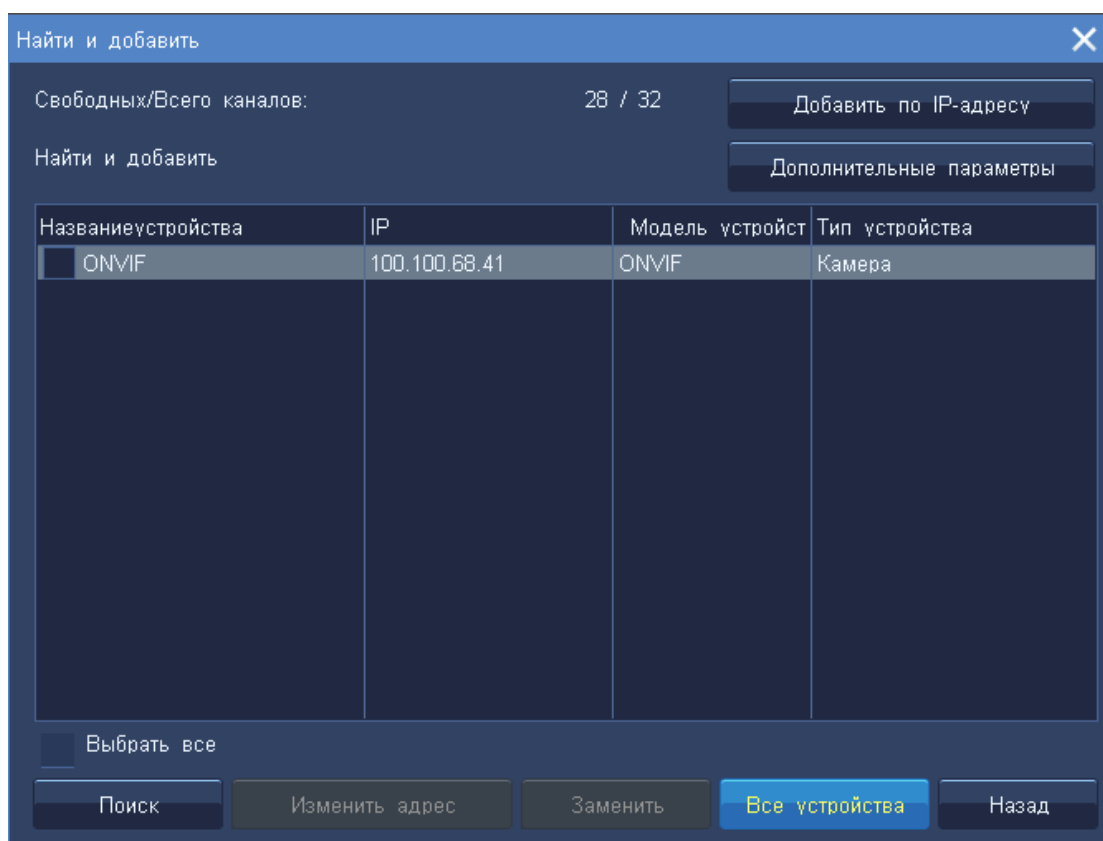 Найти и добавить
Свободных/Всего каналов: 28 / 32 Добавить по IP-адресу
Найти и добавить Дополнительные параметры
Названиеустройства IP Модель устройст Тип устройства
ONVIF 100.100.68.41 ONVIF Камера
Выбрать все
Поиск Изменить адрес Заменить Все устройства Назад